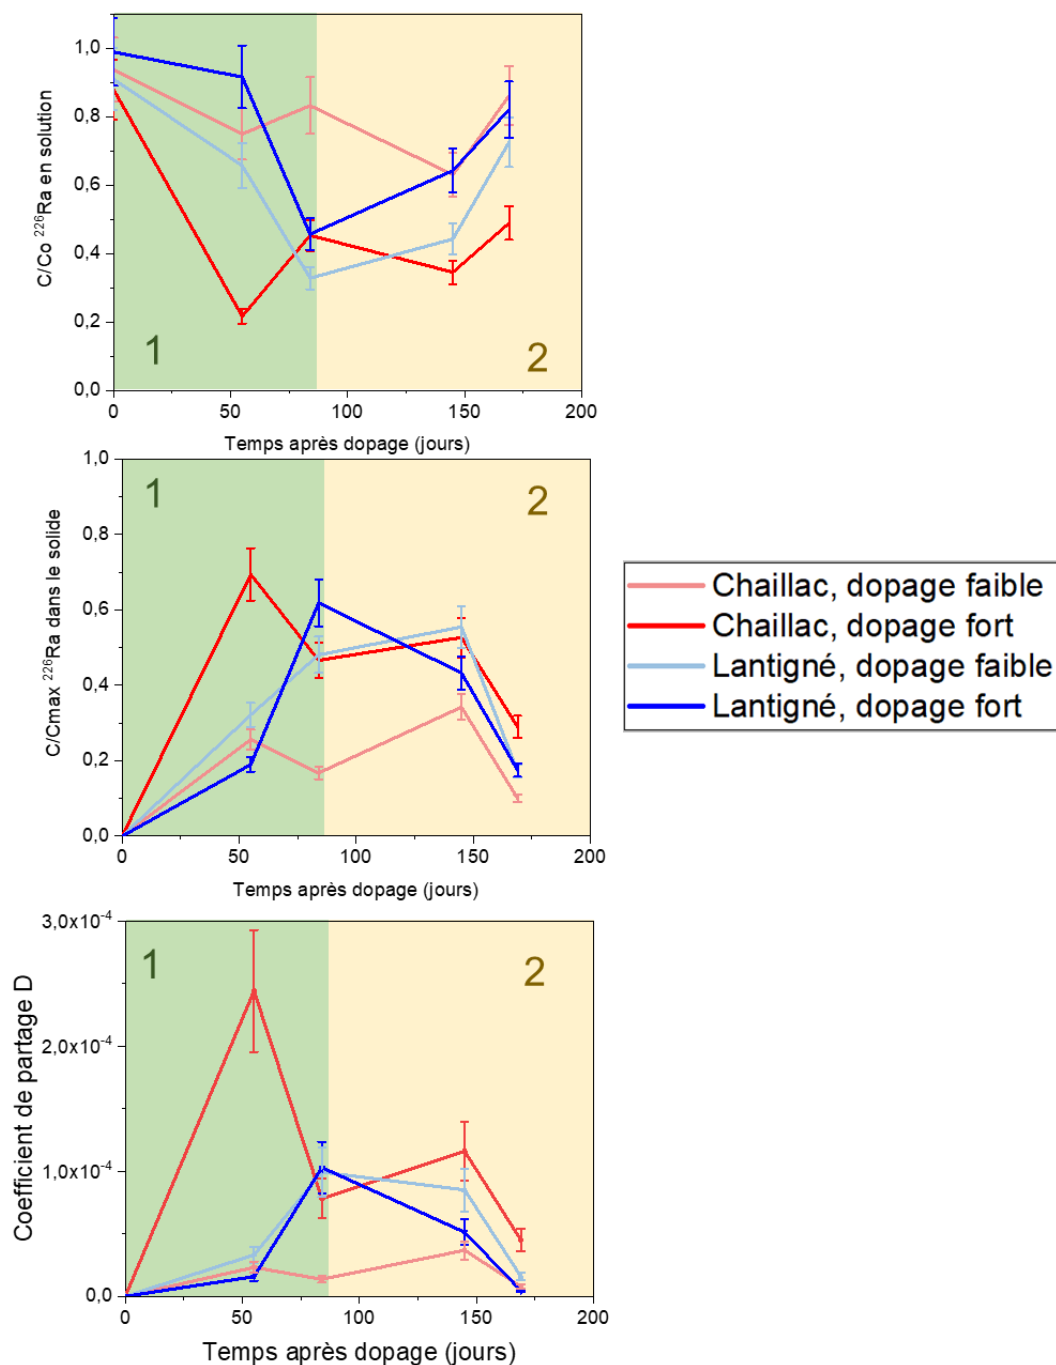 C/Co ²²⁶Ra en solution
1,0
0,8
0,6
0,4
0,2
0,0
1
2
0
50
100
150
200
Temps après dopage (jours)
C/Cmax ²²⁶Ra dans le solide
1,0
0,8
0,6
0,4
0,2
0,0
1
2
0
50
100
150
200
Temps après dopage (jours)
Chaillac, dopage faible
Chaillac, dopage fort
Lantigné, dopage faible
Lantigné, dopage fort
Coefficient de partage D
3,0x10⁻⁴
2,0x10⁻⁴
1,0x10⁻⁴
0,0
1
2
0
50
100
150
200
Temps après dopage (jours)